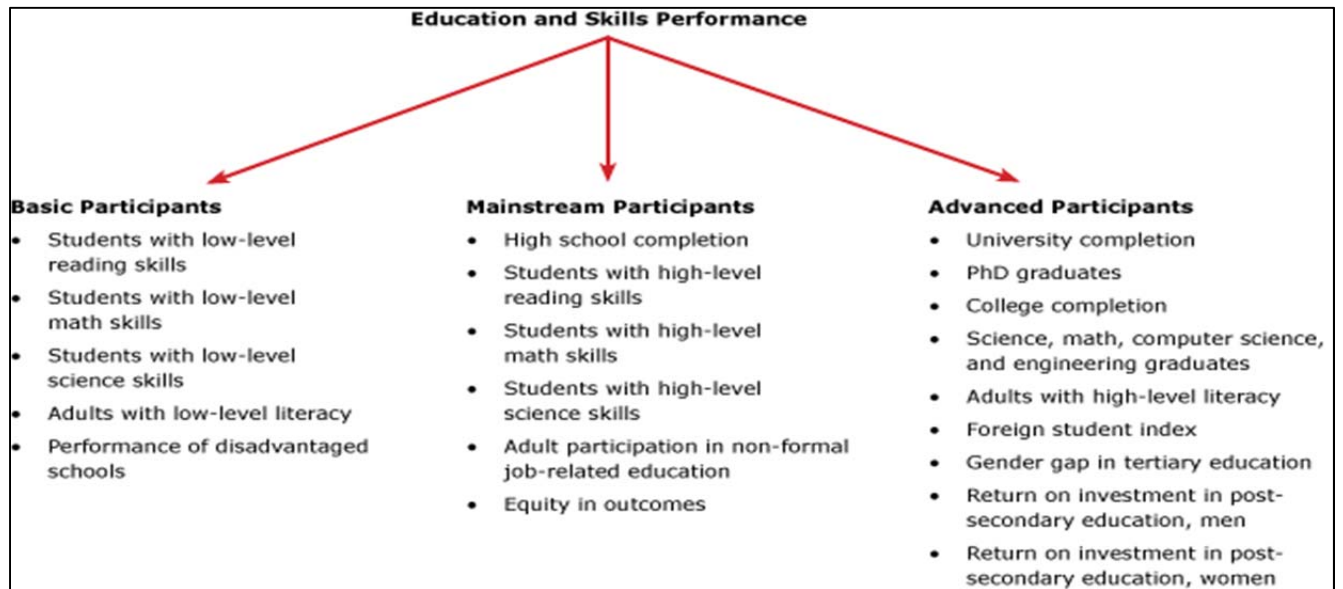 Education and Skills Performance
Basic Participants
• Students with low-level
reading skills
• Students with low-level
math skills
• Students with low-level
science skills
• Adults with low-level literacy
• Performance of disadvantaged
schools
Mainstream Participants
• High school completion
• Students with high-level
reading skills
• Students with high-level
math skills
• Students with high-level
science skills
• Adult participation in non-formal
job-related education
• Equity in outcomes
Advanced Participants
• University completion
• PhD graduates
• College completion
• Science, math, computer science,
and engineering graduates
• Adults with high-level literacy
• Foreign student index
• Gender gap in tertiary education
• Return on investment in post-
secondary education, men
• Return on investment in post-
secondary education, women